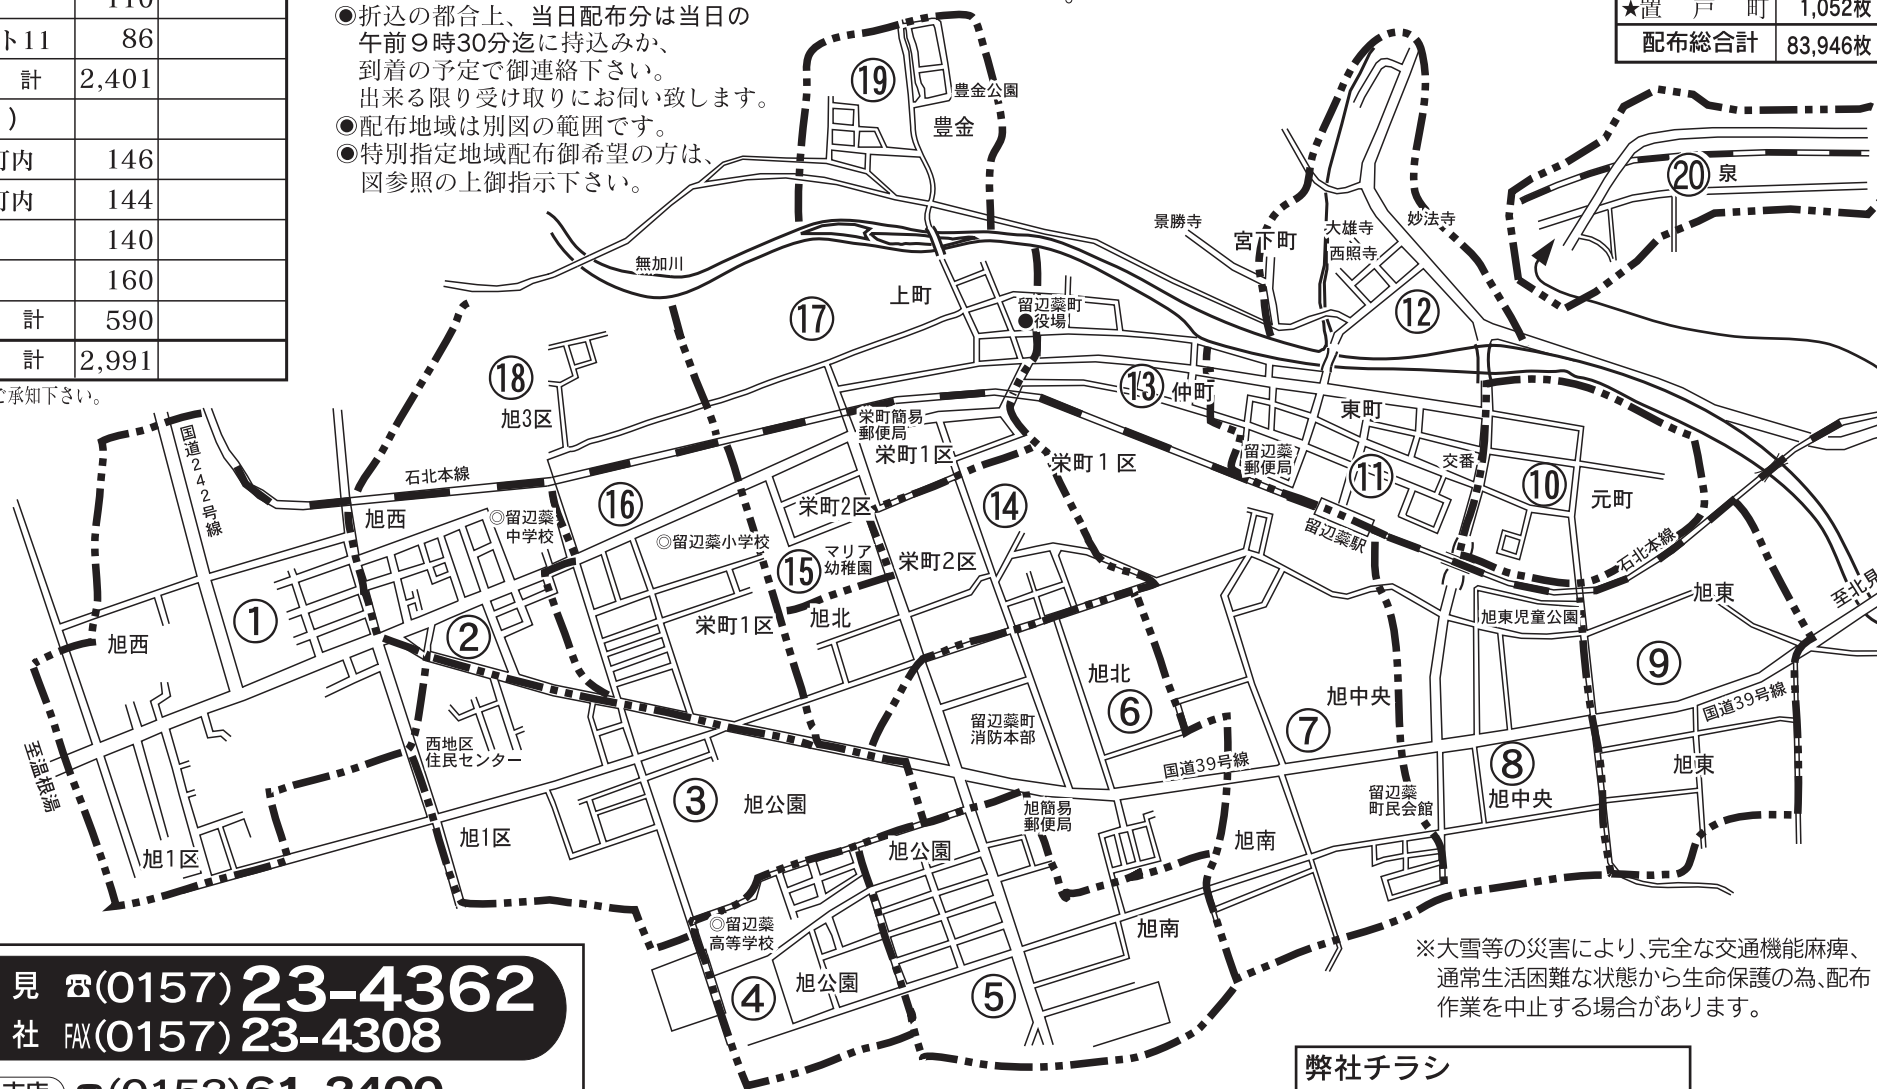 ト11 86
計 2,401
)
町内 146
町内 144
140
160
計 590
計 2,991
ご承知下さい。
◉折込の都合上、当日配布分は当日の
午前9時30分迄に持込みか、
到着の予定で御連絡下さい。
出来る限り受け取りにお伺い致します。
◉配布地域は別図の範囲です。
◉特別指定地域配布御希望の方は、
図参照の上御指示下さい。
★置戸町 1,052枚
配布総合計 83,946枚
⑲
豊金公園
豊金
⑳ 泉
景勝寺
宮下町
大雄寺
西照寺
妙法寺
無加川
上町
⑰
留辺蘂町
●役場
⑫
⑱
旭3区
⑬ 仲町
東町
栄町簡易
郵便局
栄町1区
栄町1区
留辺蘂
郵便局
⑪
交番
⑩
元町
国道242号線
石北本線
旭西
◎留辺蘂
中学校
⑯
◎留辺蘂小学校
栄町2区
⑭
⑮
マリア
幼稚園
栄町2区
留辺蘂駅
石北本線
旭東
至北見
旭東児童公園
①
旭西
②
栄町1区
旭北
旭北
⑥
⑨
旭中央
⑦
国道39号線
留辺蘂町
消防本部
国道39号線
西地区
住民センター
至温根湯
③
旭公園
⑧
旭中央
旭東
留辺蘂
町民会館
旭簡易
郵便局
旭1区
旭1区
旭公園
旭南
◎留辺蘂
高等学校
旭南
④
旭公園
⑤
※大雪等の災害により、完全な交通機能麻痺、
通常生活困難な状態から生命保護の為、配布
作業を中止する場合があります。
見 ☎(0157)23-4362
社 FAX(0157)23-4308
弊社チラシ